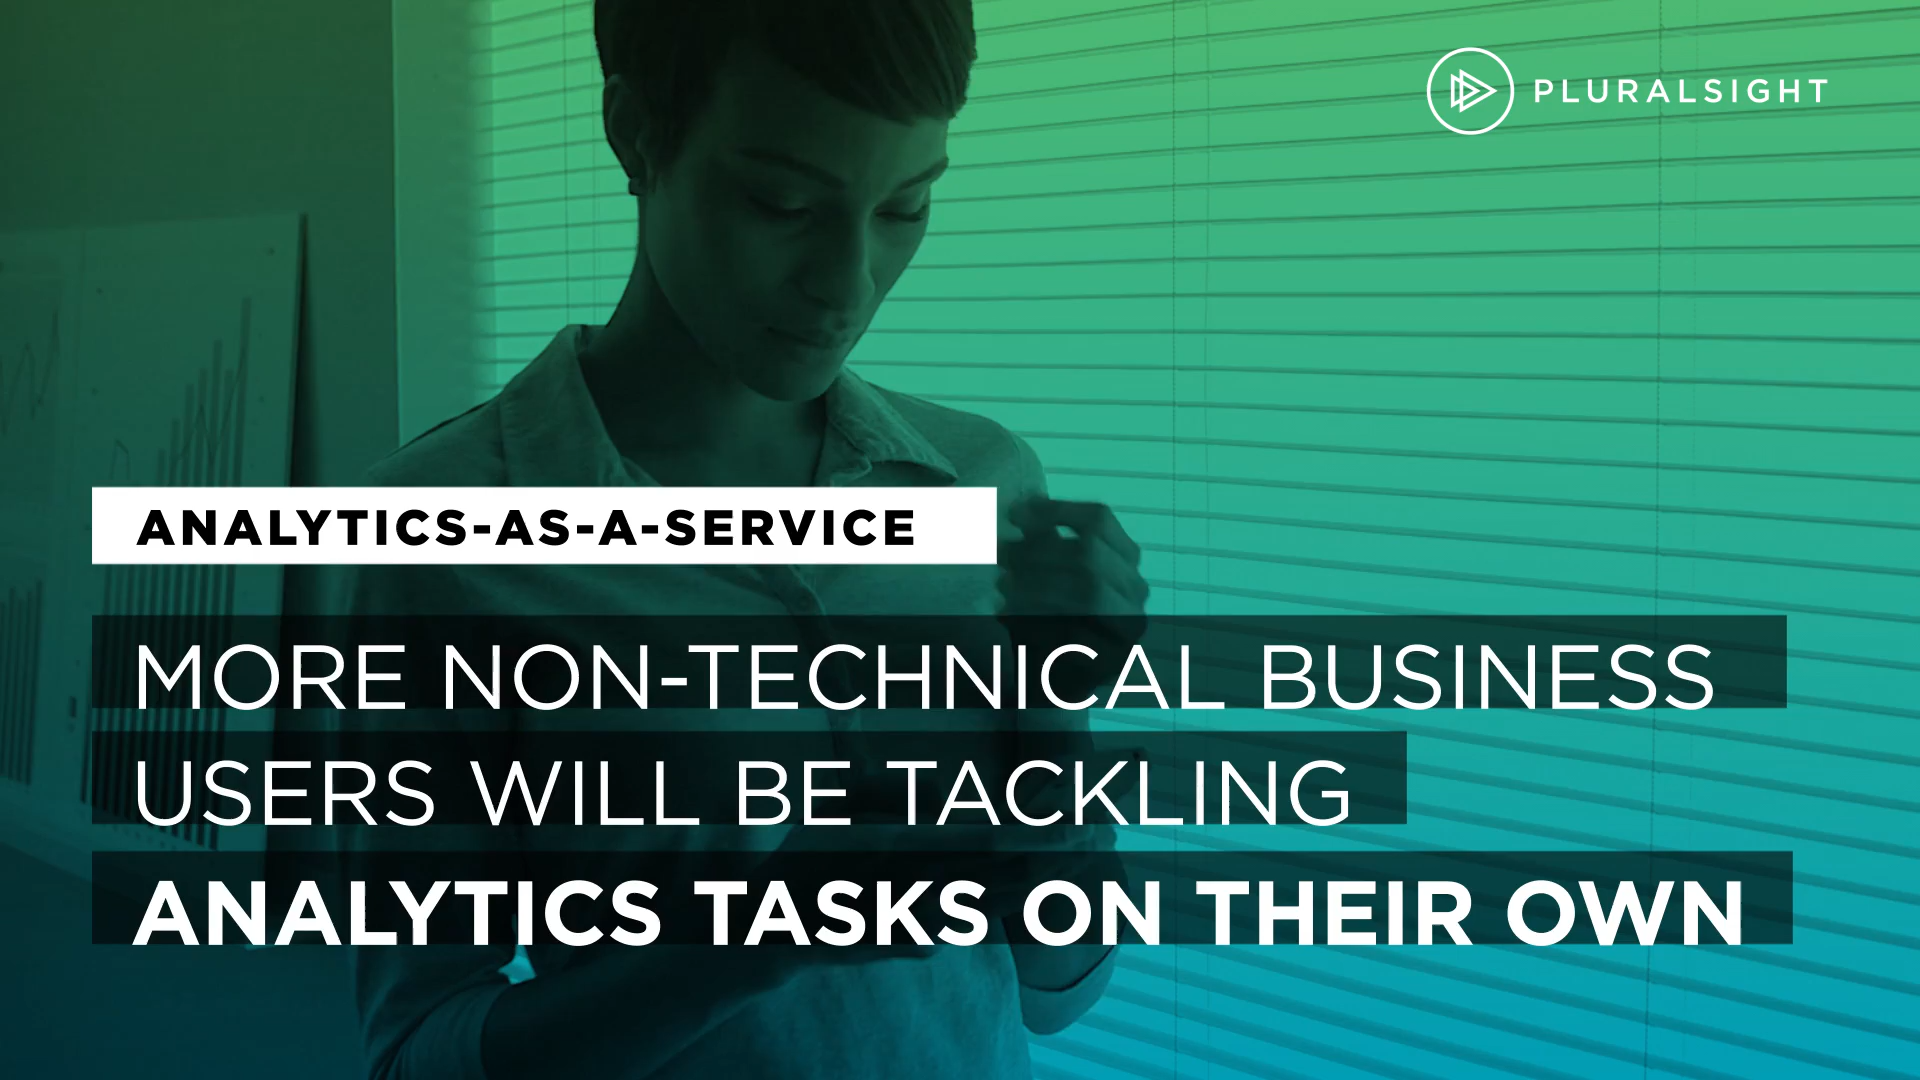 PLURALSIGHT
ANALYTICS-AS-A-SERVICE
MORE NON-TECHNICAL BUSINESS
USERS WILL BE TACKLING
ANALYTICS TASKS ON THEIR OWN